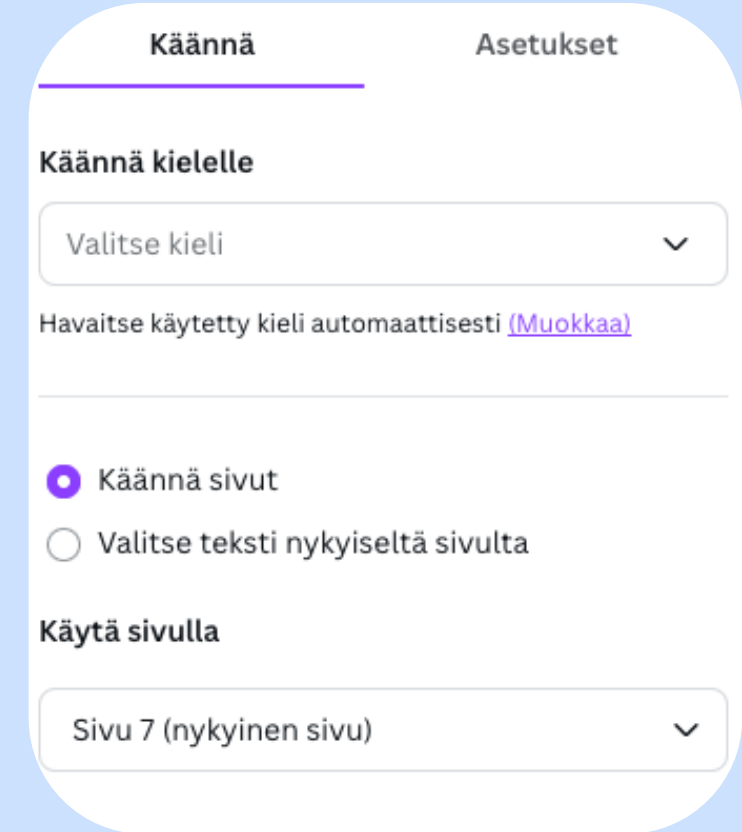 Käännä
Asetukset
Käännä kielelle
Valitse kieli
Havaitse käytetty kieli automaattisesti (Muokkaa)
Käännä sivut
Valitse teksti nykyiseltä sivulta
Käytä sivulla
Sivu 7 (nykyinen sivu)